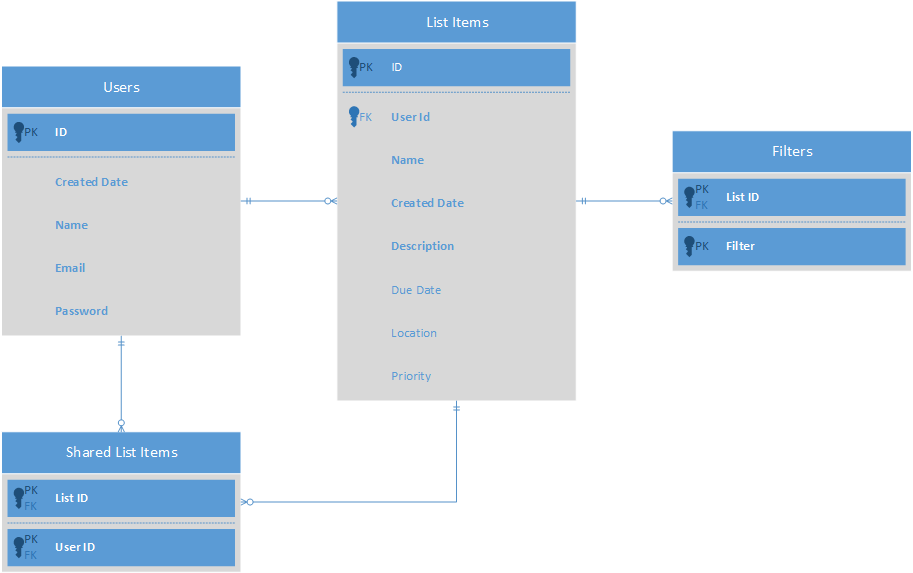 List Items
PK ID
FK User Id
Name
Created Date
Description
Due Date
Location
Priority
Users
PK ID
Created Date
Name
Email
Password
Filters
PK
FK
List ID
PK Filter
Shared List Items
PK
FK
List ID
PK
FK
User ID